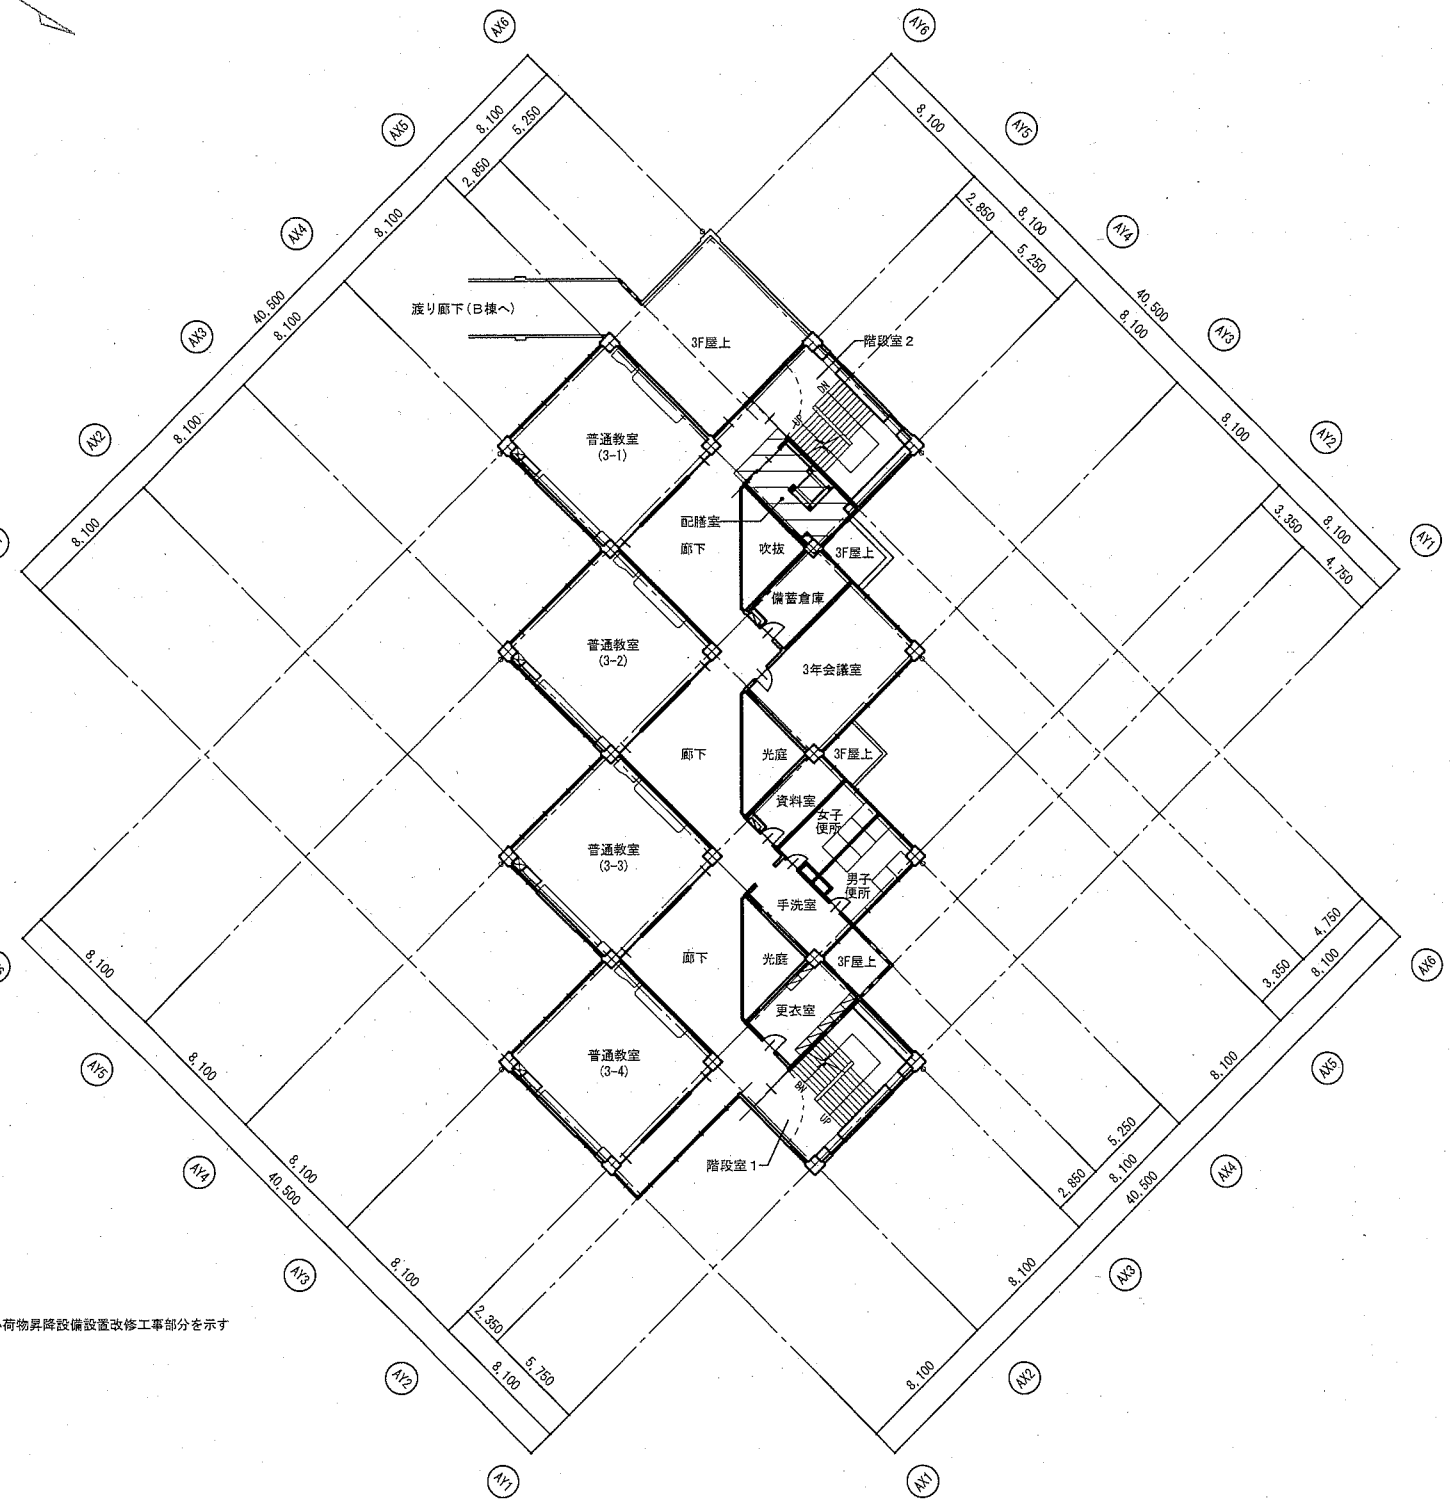 AX6
AY6
AX5
8,100
5,250
2,850
8,100
AY5
AX4
8,100
2,850
8,100
5,250
AY4
AX3
40,500
8,100
40,500
8,100
AY3
渡り廊下(B棟へ)
3F屋上
階段室2
AX2
8,100
DN
UP
8,100
AY2
普通教室
(3-1)
8,100
配膳室
廊下
吹抜
3F屋上
3,350
8,100
4,750
AY1
備蓄倉庫
普通教室
(3-2)
3年会議室
廊下
光庭
3F屋上
資料室
女子
便所
普通教室
(3-3)
男子
便所
手洗室
8,100
廊下
光庭
3F屋上
4,750
3,350
8,100
AX6
更衣室
AY5
8,100
普通教室
(3-4)
DN
UP
8,100
AX5
階段室1
AY4
8,100
40,500
5,250
2,850
8,100
40,500
AX4
AY3
8,100
8,100
AX3
荷物昇降設備設置改修工事部分を示す
2,350
5,750
8,100
AY2
8,100
AX2
AY1
AX1